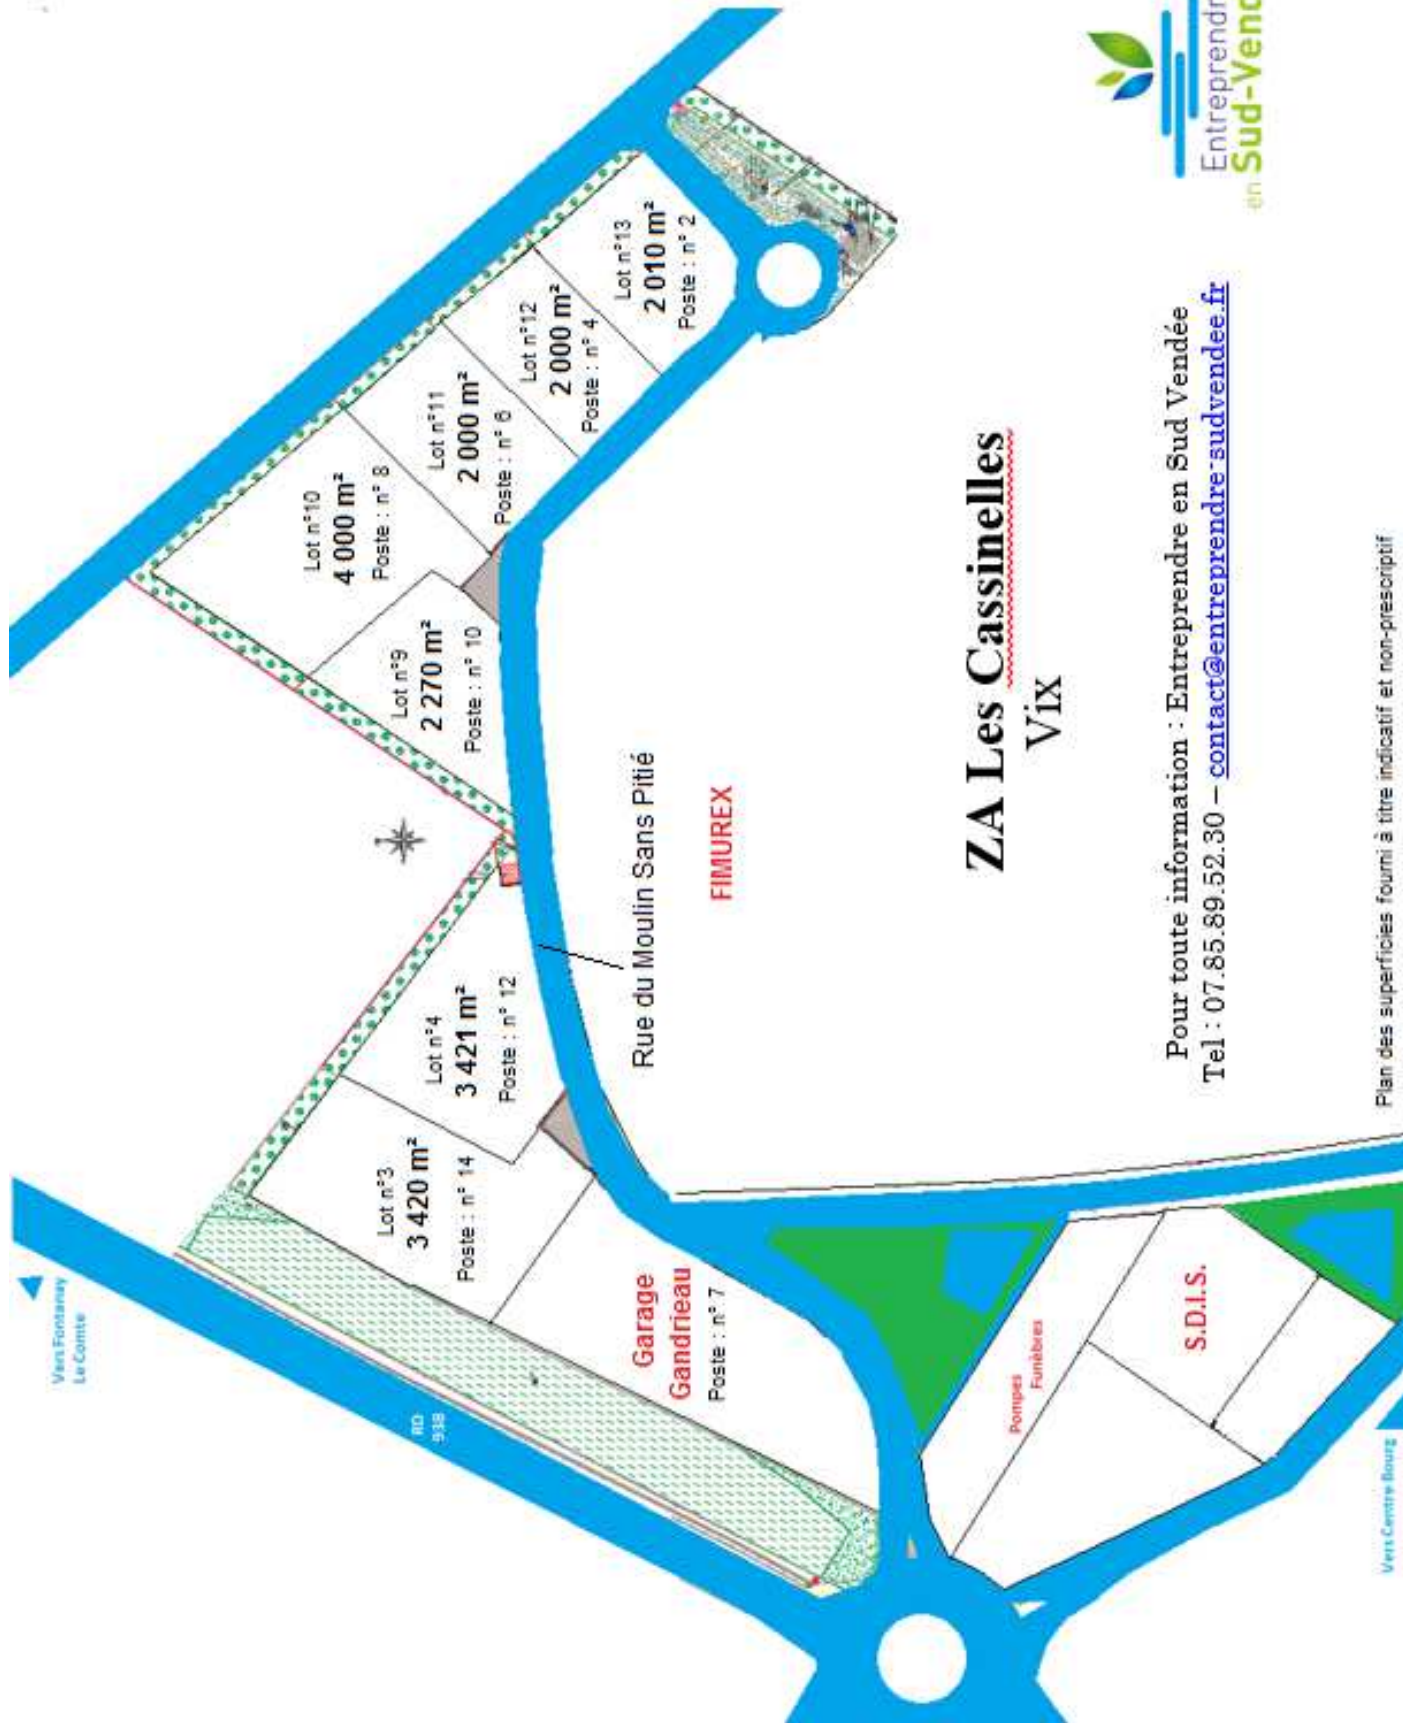 Vers Fontanay
Le Comte
RD
938
Lot n°3
3 420 m²
Poste : n° 14
Lot n°4
3 421 m²
Poste : n° 12
Lot n°9
2 270 m²
Poste : n° 10
Lot n°10
4 000 m²
Poste : n° 8
Lot n°11
2 000 m²
Poste : n° 6
Lot n°12
2 000 m²
Poste : n° 4
Lot n°13
2 010 m²
Poste : n° 2
Garage
Gandrieau
Poste : n° 7
Rue du Moulin Sans Pitié
FIMUREX
Pompes
Funèbres
S.D.I.S.
ZA Les Cassinelles
Vix
Pour toute information : Entreprendre en Sud Vendée
Tel : 07.85.89.52.30 – contact@entreprendre-sudvendee.fr
Entreprendr
en Sud-Vend
Vers Centre Bourg
Plan des superficies fourni à titre indicatif et non-prescriptif